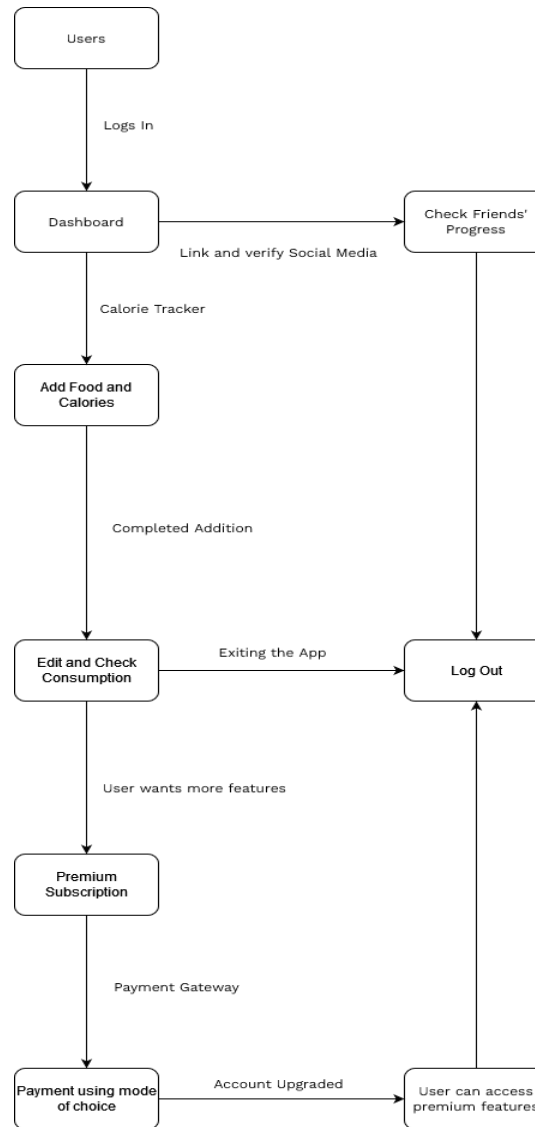 Users
Logs In
Dashboard
Check Friends'
Progress
Link and verify Social Media
Calorie Tracker
Add Food and
Calories
Completed Addition
Edit and Check
Consumption
Exiting the App
Log Out
User wants more features
Premium
Subscription
Payment Gateway
Payment using mode
of choice
Account Upgraded
User can access
premium features